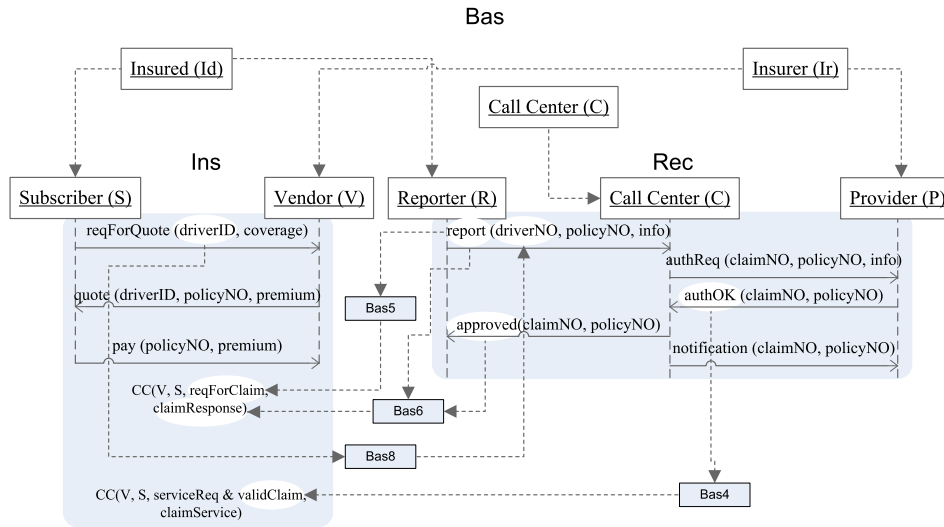 Bas
Insured (Id)
Insurer (Ir)
Call Center (C)
Ins
Rec
Subscriber (S)
Vendor (V)
Reporter (R)
Call Center (C)
Provider (P)
reqForQuote (driverID, coverage)
report (driverNO, policyNO, info)
authReq (claimNO, policyNO, info)
quote (driverID, policyNO, premium)
authOK (claimNO, policyNO)
Bas5
approved(claimNO, policyNO)
pay (policyNO, premium)
notification (claimNO, policyNO)
CC(V, S, reqForClaim,
claimResponse)
Bas6
Bas8
CC(V, S, serviceReq & validClaim,
claimService)
Bas4